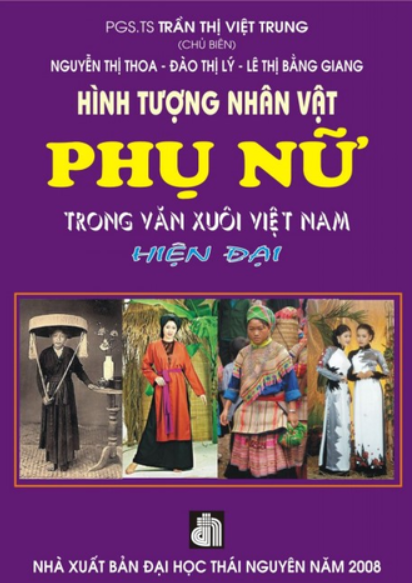 PGS.TS TRẦN THỊ VIỆT TRUNG
(CHỦ BIÊN)
NGUYỄN THỊ THOA - ĐÀO THỊ LÝ - LÊ THỊ BẰNG GIANG
HÌNH TƯỢNG NHÂN VẬT
PHỤ NỮ
TRONG VĂN XUÔI VIỆT NAM
HIỆN ĐẠI
NHÀ XUẤT BẢN ĐẠI HỌC THÁI NGUYÊN NĂM 2008